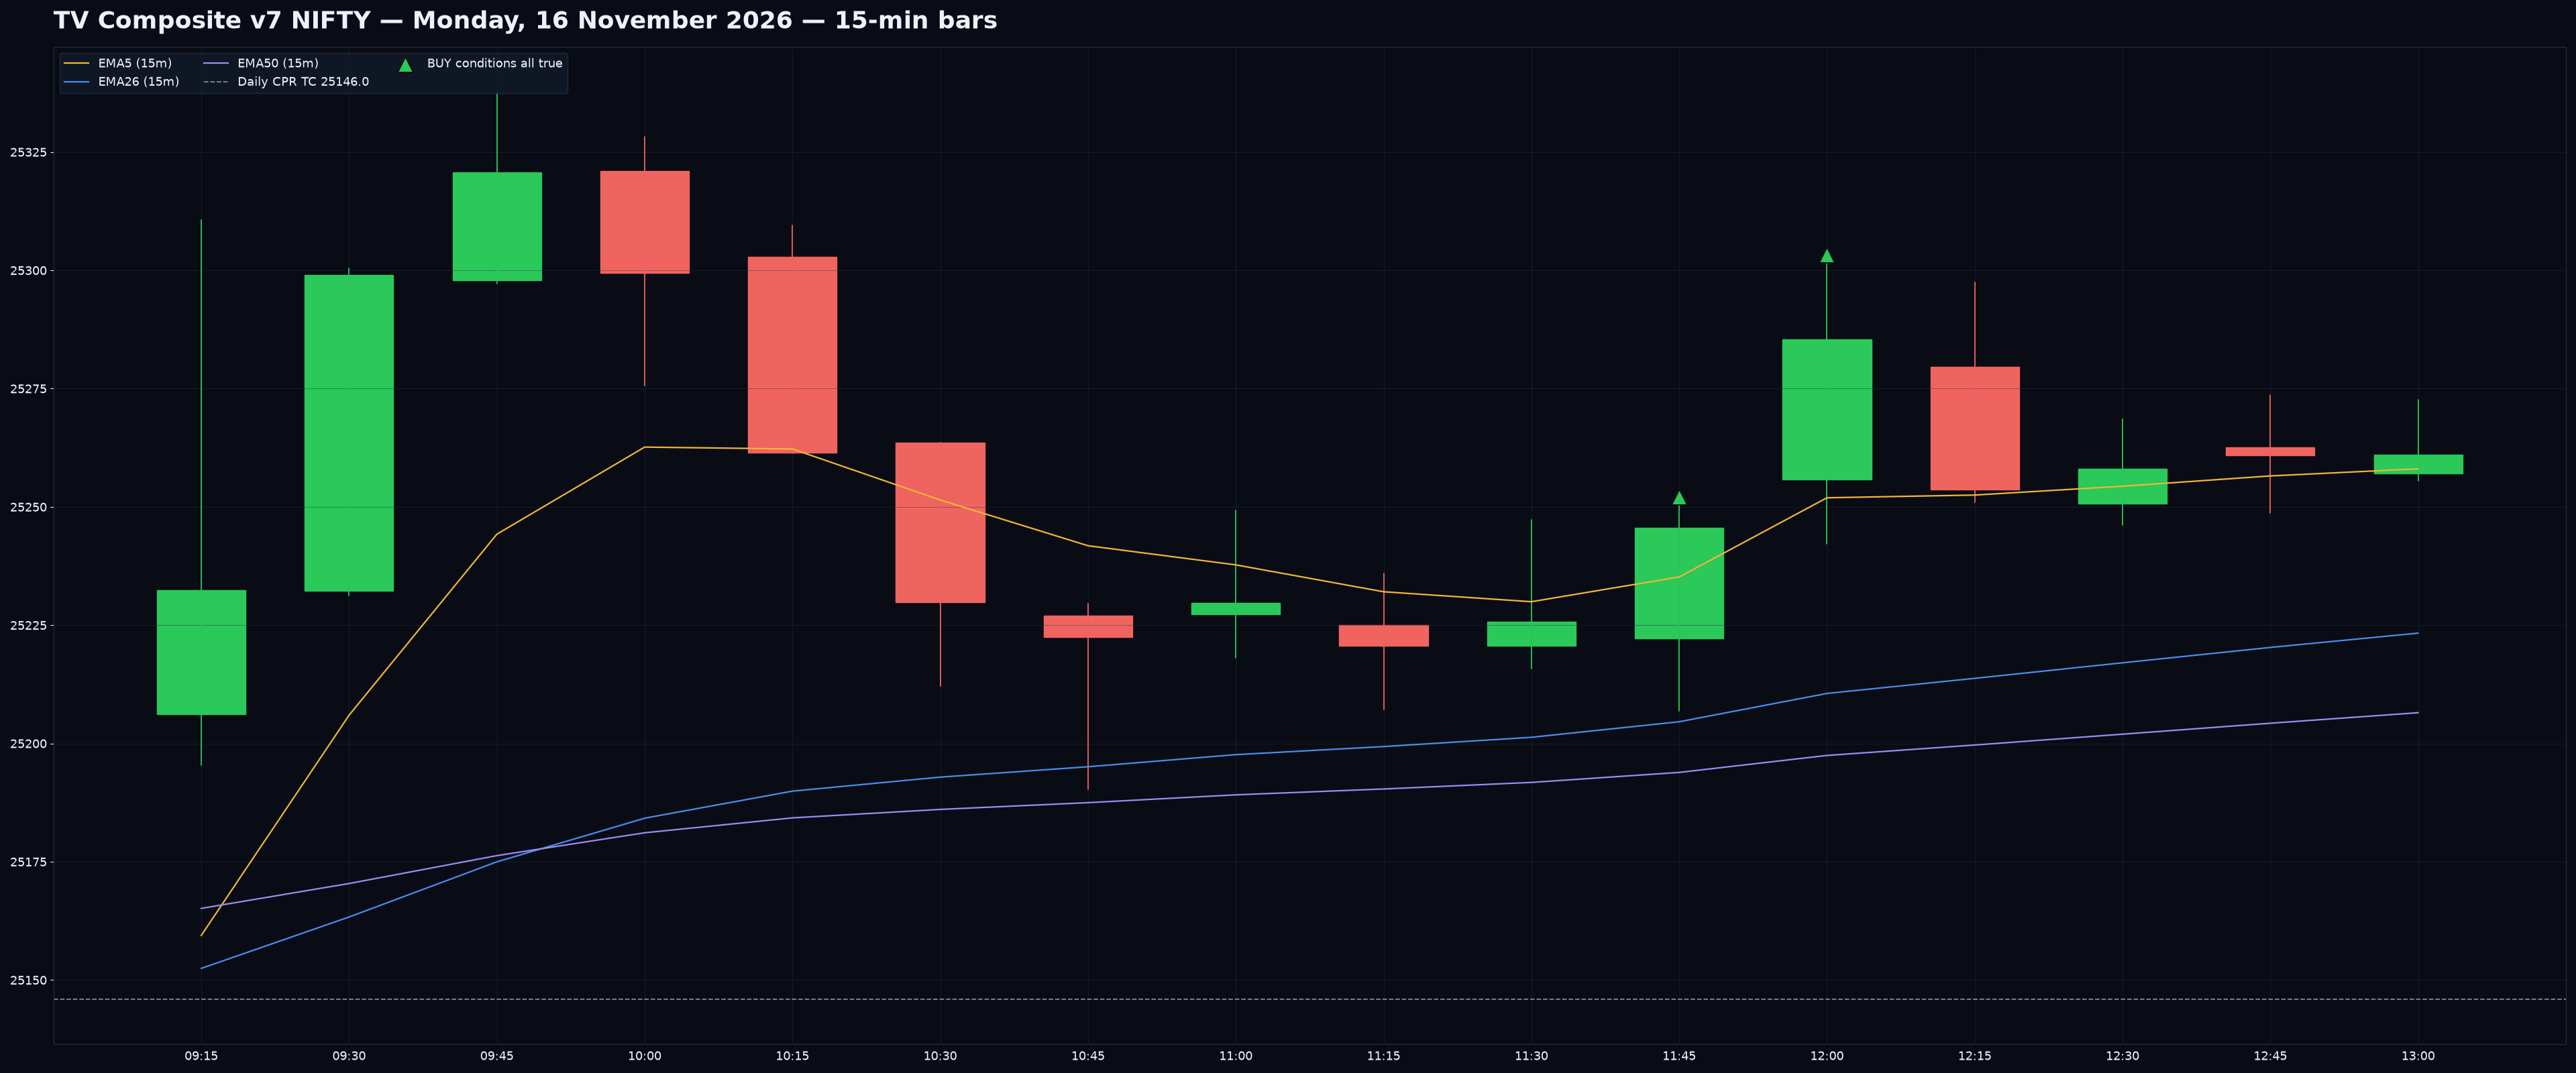 TV Composite v7 NIFTY — Monday, 16 November 2026 — 15-min bars
EMA5 (15m)
EMA26 (15m)
EMA50 (15m)
Daily CPR TC 25146.0
BUY conditions all true
25325
25300
25275
25250
25225
25200
25175
25150
09:15 09:30 09:45 10:00 10:15 10:30 10:45 11:00 11:15 11:30 11:45 12:00 12:15 12:30 12:45 13:00